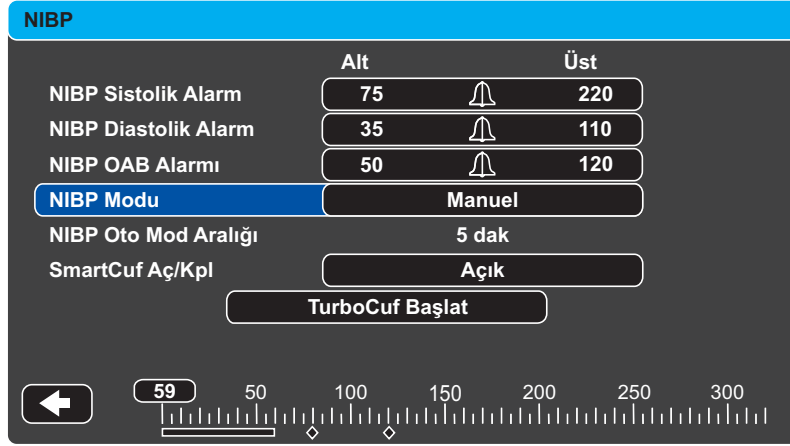 NIBP
Alt Üst
NIBP Sistolik Alarm 75 220
NIBP Diastolik Alarm 35 110
NIBP OAB Alarmı 50 120
NIBP Modu Manuel
NIBP Oto Mod Aralığı 5 dak
SmartCuf Aç/Kpl Açık
TurboCuf Başlat
59 50 100 150 200 250 300